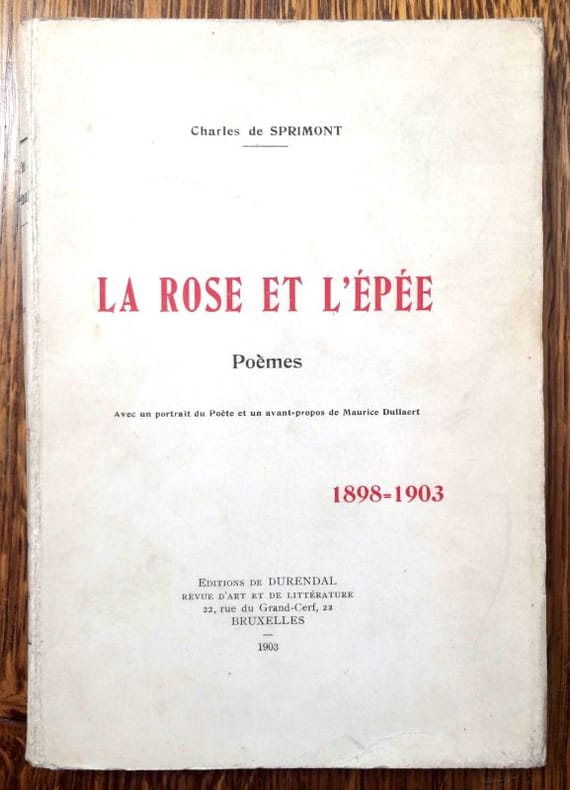 Charles de SPRIMONT
LA ROSE ET L'ÉPÉE
Poèmes
Avec un portrait du Poète et un avant-propos de Maurice Dullaert
1898=1903
EDITIONS DE DURENDAL
REVUE D'ART ET DE LITTÉRATURE
22, rue du Grand-Cerf, 22
BRUXELLES
1903